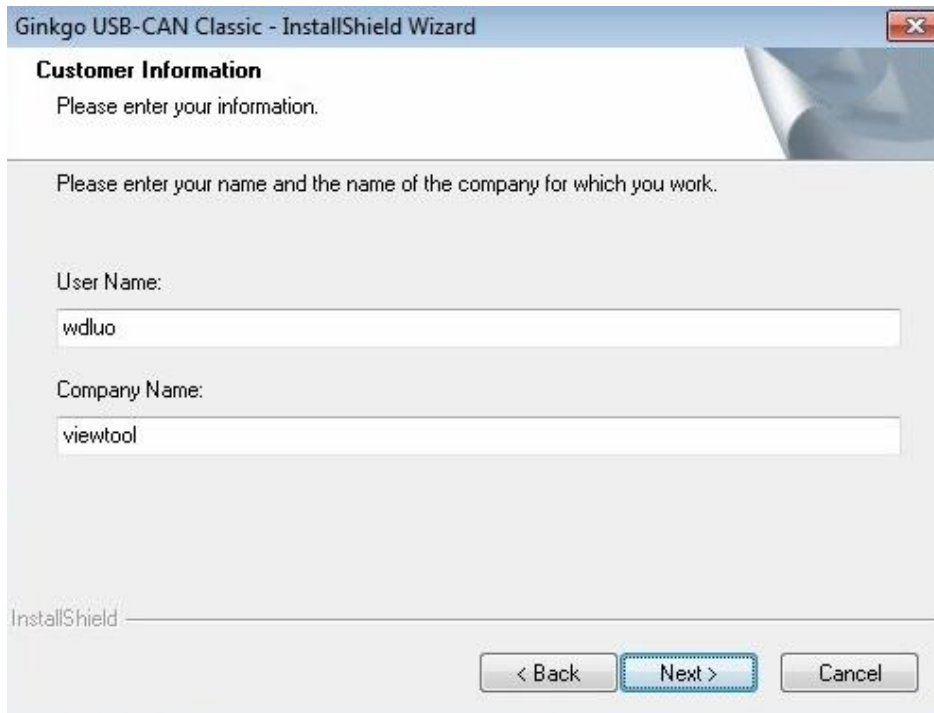 Ginkgo USB-CAN Classic - InstallShield Wizard
Customer Information
Please enter your information.
Please enter your name and the name of the company for which you work.
User Name:
wdluo
Company Name:
viewtool
InstallShield
< Back Next > Cancel